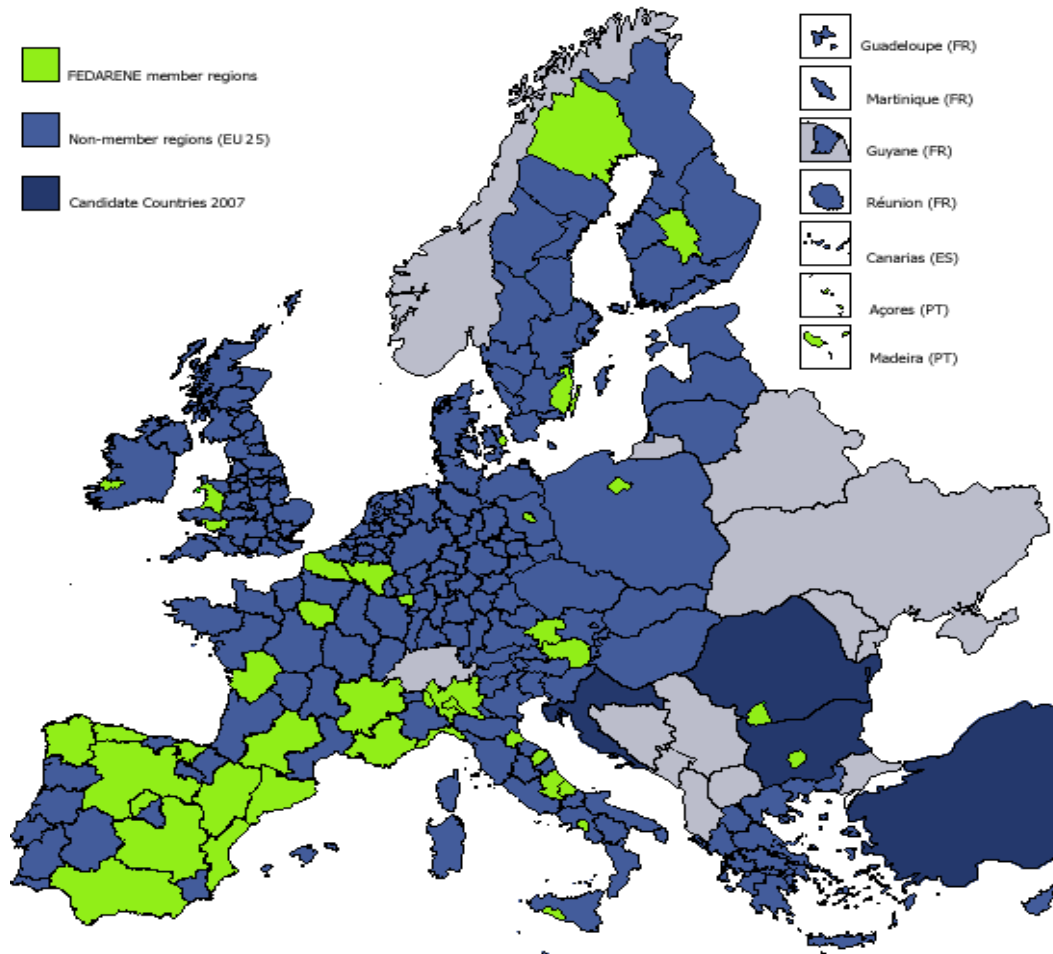 FEDARENE member regions
Non-member regions (EU 25)
Candidate Countries 2007
Guadeloupe (FR)
Martinique (FR)
Guyane (FR)
Réunion (FR)
Canarias (ES)
Açores (PT)
Madeira (PT)